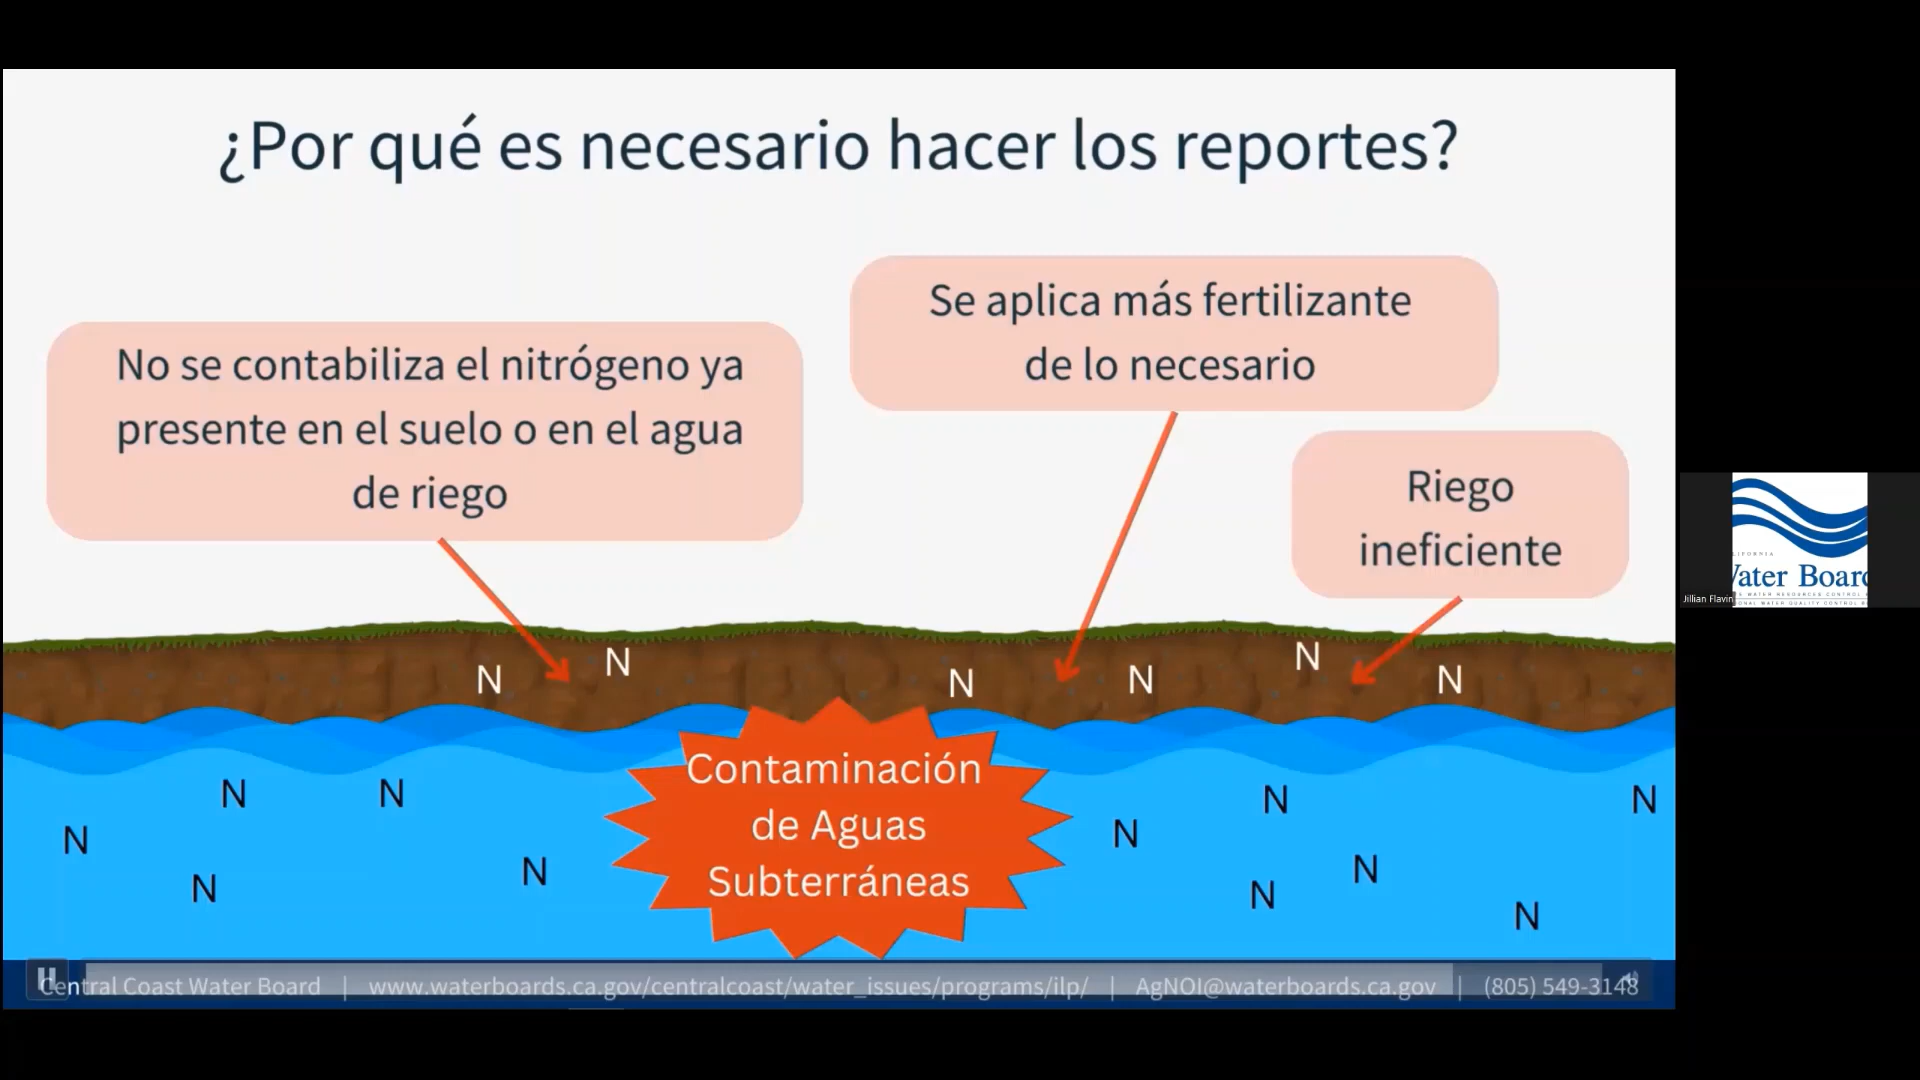 ¿Por qué es necesario hacer los reportes?
Se aplica más fertilizante
de lo necesario
No se contabiliza el nitrógeno ya
presente en el suelo o en el agua
de riego
Riego
ineficiente
N N N N N N
Contaminación
de Aguas
Subterráneas
N N N N N
N N N N N N
Central Coast Water Board | www.waterboards.ca.gov/centralcoast/water_issues/programs/ilp/ | AgNOI@waterboards.ca.gov | (805) 549-3148
Water Board
Jillian Flavin